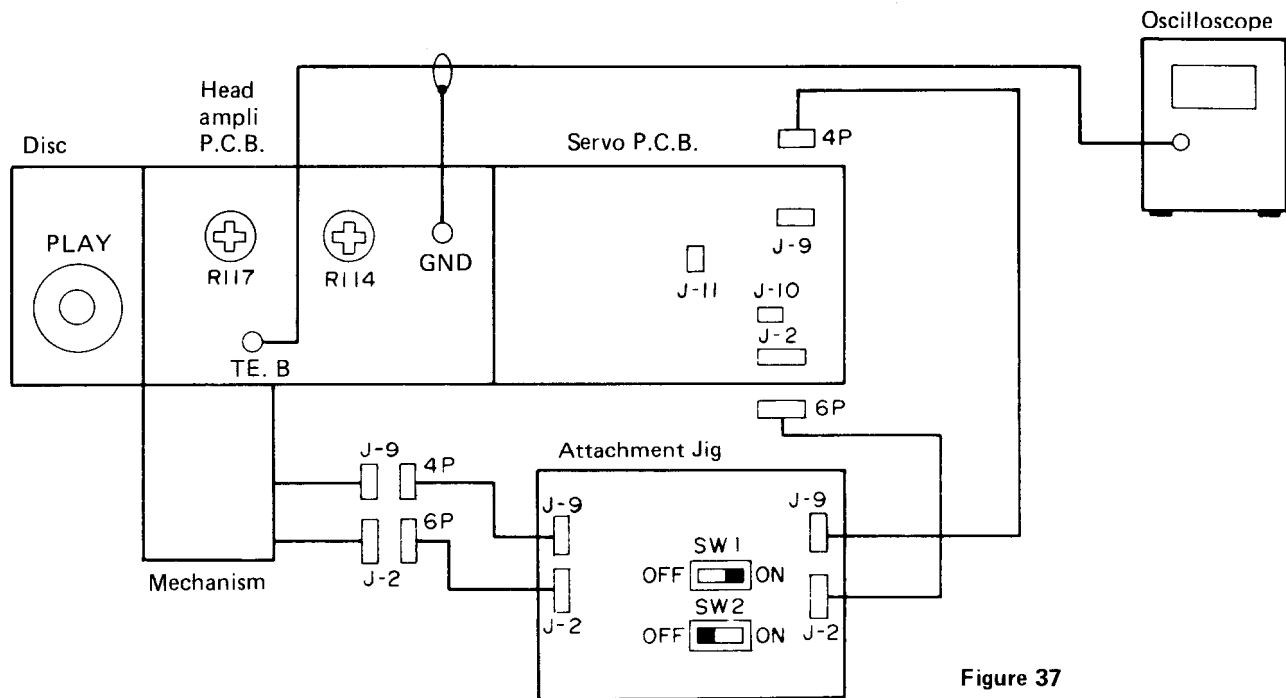 Oscilloscope
Head
ampli
P.C.B.
Disc
Servo P.C.B.
4P
PLAY
R117
R114
GND
J-9
J-11
J-10
J-2
TE. B
6P
Attachment Jig
J-9
4P
J-9
J-9
6P
SW1
OFF ON
J-2
SW2
OFF ON
J-2
J-2
Mechanism
Figure 37